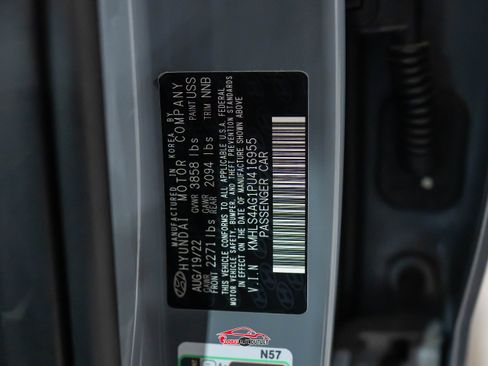 MANUFACTURED IN KOREA BY
HYUNDAI MOTOR COMPANY
AUG/19/22 GVWR 3858 lbs PAINT USS
GAWR FRONT 2271 lbs GAWR REAR 2094 lbs TRIM NNB
THIS VEHICLE CONFORMS TO ALL APPLICABLE U.S.A. FEDERAL
MOTOR VEHICLE SAFETY, BUMPER, AND THEFT PREVENTION STANDARDS
IN EFFECT ON THE DATE OF MANUFACTURE SHOWN ABOVE
V.I.N KMHLS4AG1PU416955
PASSENGER CAR
N57